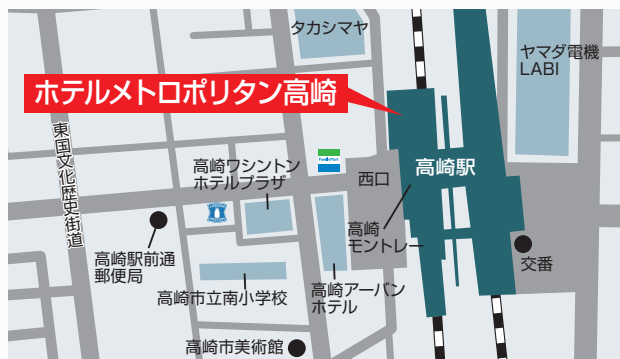 タカシマヤ
ヤマダ電機
LABI
ホテルメトロポリタン高崎
東国文化歴史街道
FamilyMart
高崎ワシントン
ホテルプラザ
西口
高崎駅
高崎
モントレー
高崎駅前通
郵便局
交番
高崎市立南小学校
高崎アーバン
ホテル
高崎市美術館